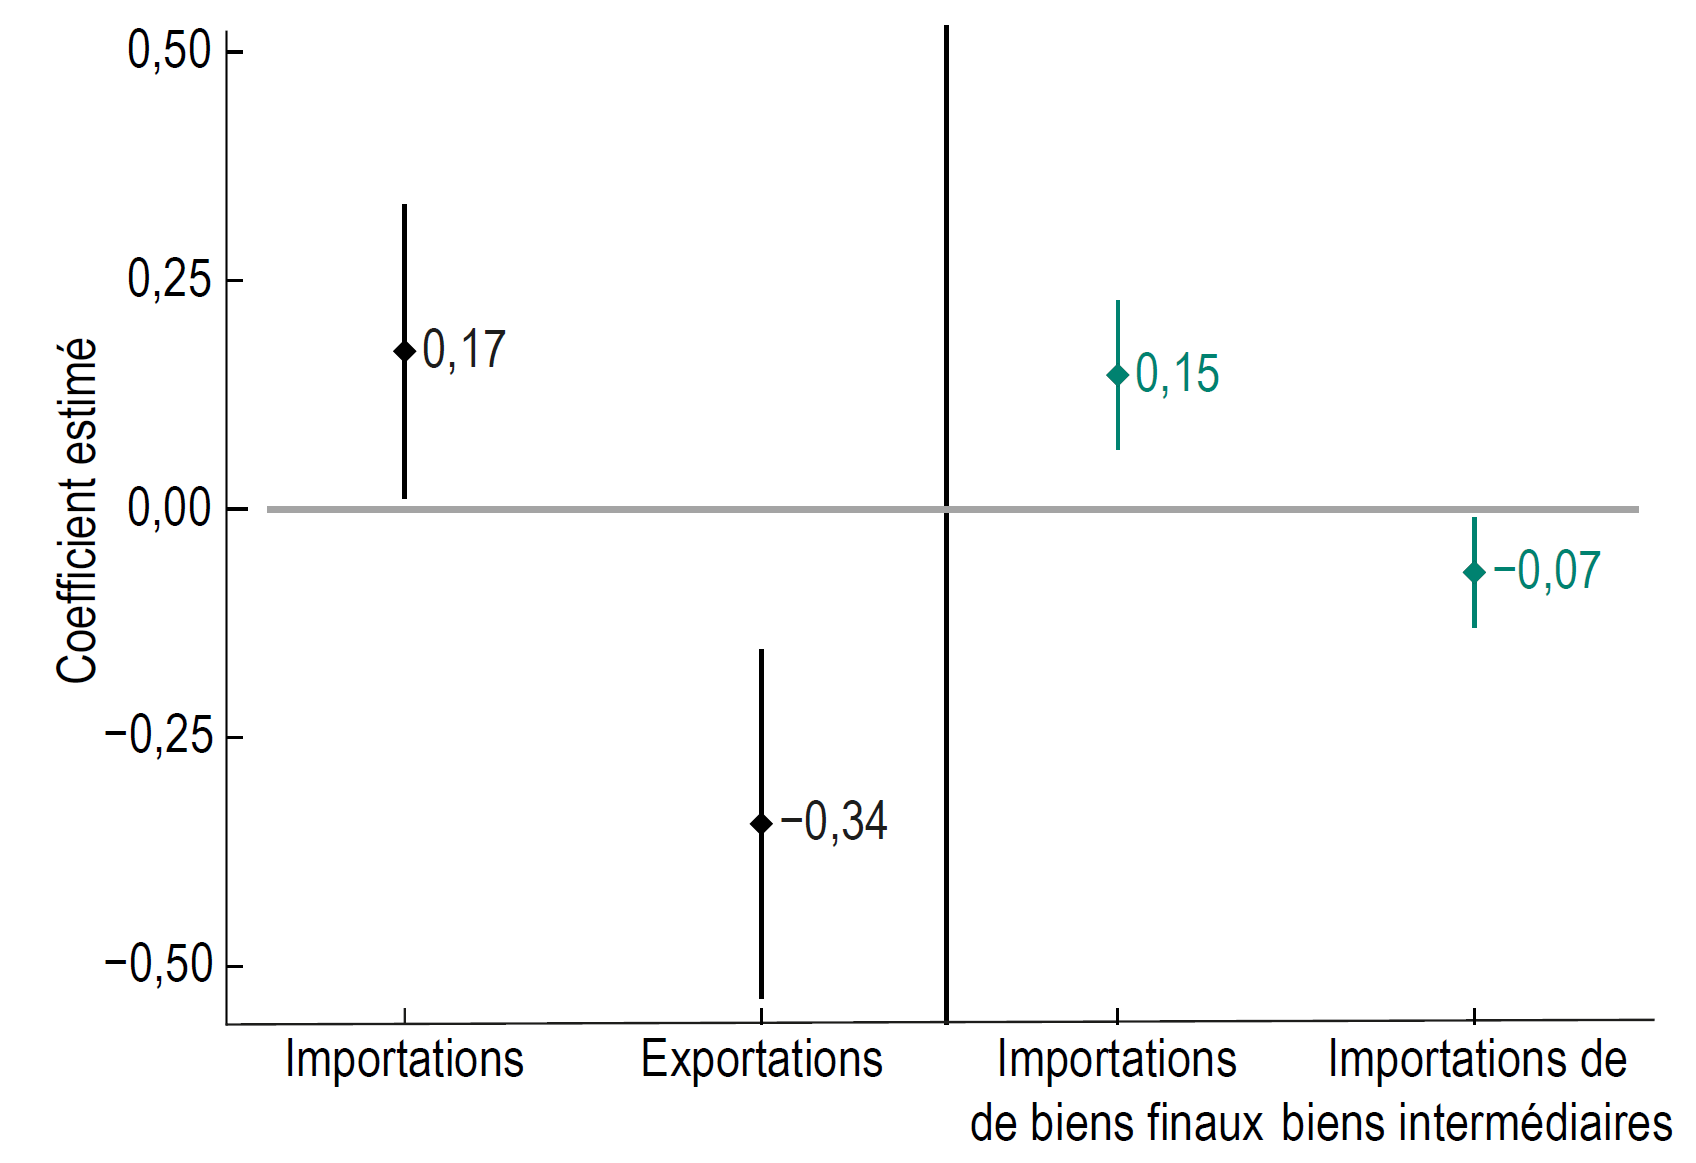 0,50
0,25
0,00
−0,25
−0,50
Coefficient estimé
0,17
−0,34
0,15
−0,07
Importations
Exportations
Importations
de biens finaux
Importations de
biens intermédiaires